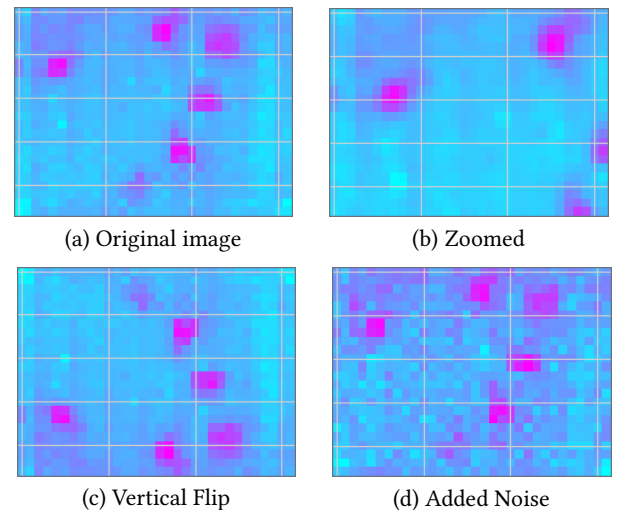 (a) Original image
(b) Zoomed
(c) Vertical Flip
(d) Added Noise